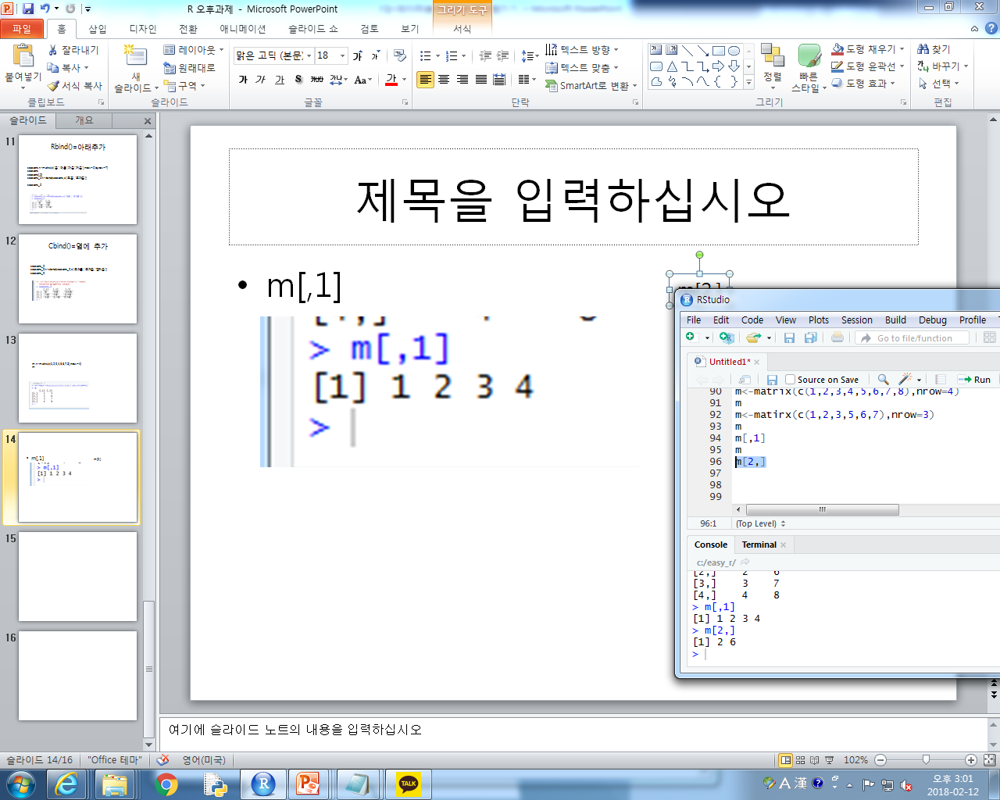 R 오후과제 - Microsoft PowerPoint
그리기 도구
파일
홈
삽입
디자인
전환
애니메이션
슬라이드 쇼
검토
보기
서식
붙여넣기
잘라내기
복사
서식 복사
클립보드
새 슬라이드
레이아웃
원래대로
구역
슬라이드
맑은 고딕 (본문)
18
가 가 가 S 가나 Aa 가
글꼴
텍스트 방향
텍스트 맞춤
SmartArt로 변환
단락
정렬
빠른 스타일
도형 채우기
도형 윤곽선
도형 효과
그리기
찾기
바꾸기
선택
편집
슬라이드
개요
11
Rbind()=아래추가
12
Cbind()=옆에 추가
13
14
m[,1]
> m[,1]
[1] 1 2 3 4
>
15
16
제목을 입력하십시오
• m[,1]
> m[,1]
[1] 1 2 3 4
>
RStudio
File Edit Code View Plots Session Build Debug Profile
Go to file/function
Untitled1*
Source on Save
Run
90 m<-matrix(c(1,2,3,4,5,6,7,8),nrow=4)
91 m
92 m<-matirx(c(1,2,3,5,6,7),nrow=3)
93 m
94 m[,1]
95 m
96 m[2,]
97
98
99
96:1 (Top Level)
Console Terminal
c:/easy_r/
[2,] 2 6
[3,] 3 7
[4,] 4 8
> m[,1]
[1] 1 2 3 4
> m[2,]
[1] 2 6
>
여기에 슬라이드 노트의 내용을 입력하십시오
슬라이드 14/16
"Office 테마"
영어(미국)
102%
TALK
A 漢
오후 3:01
2018-02-12